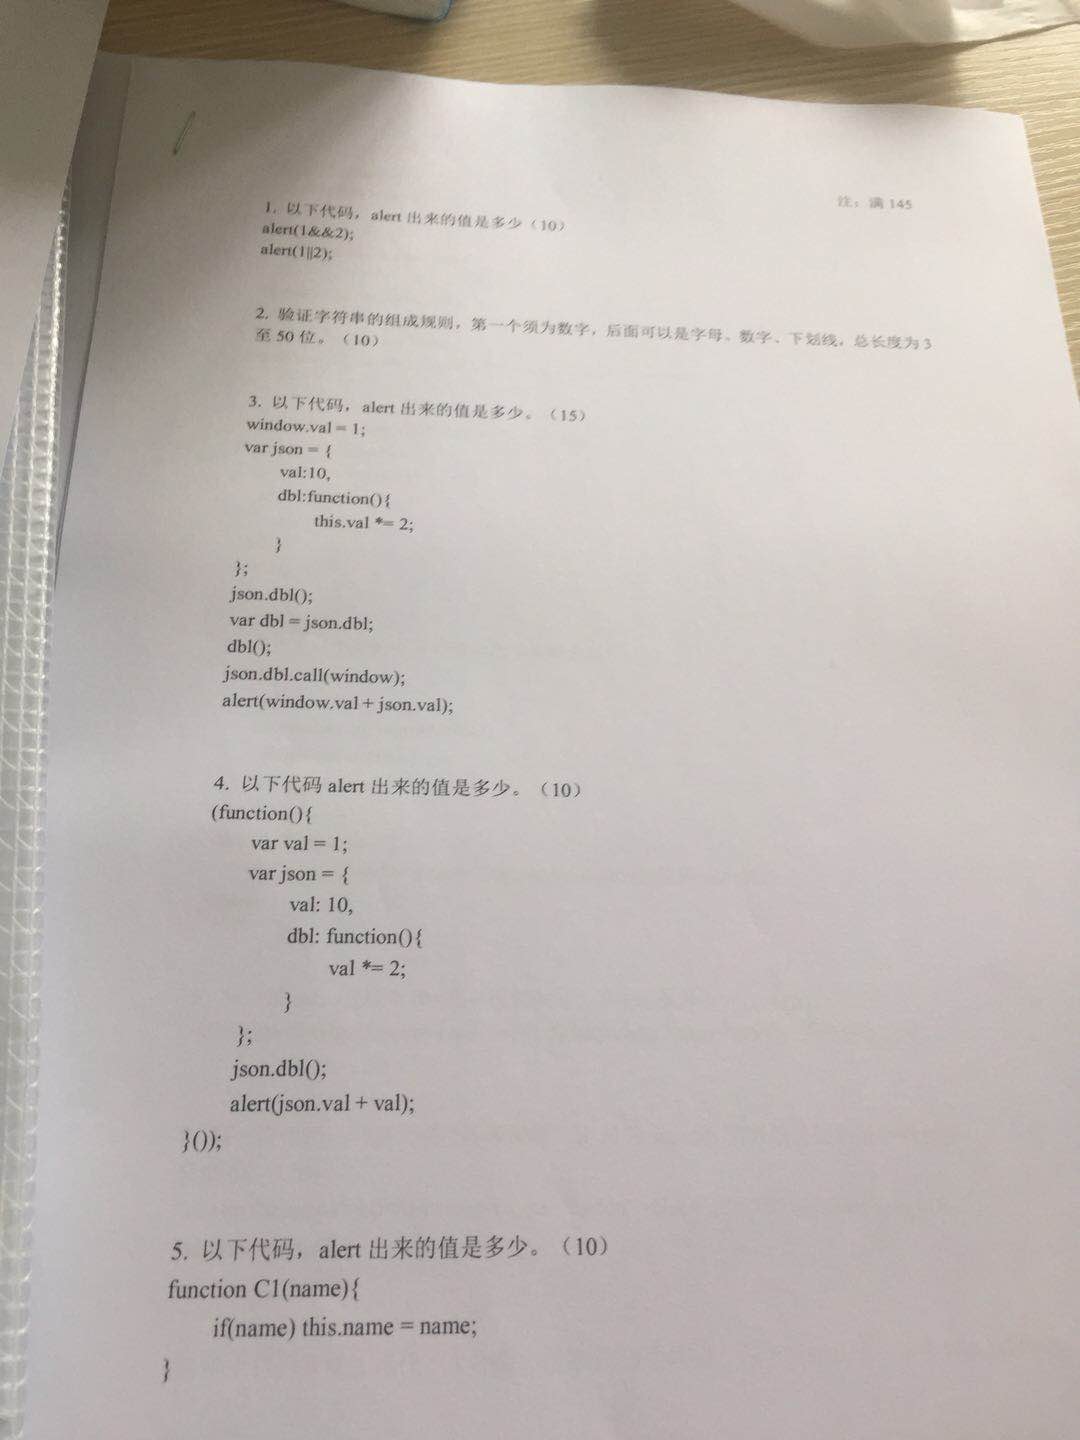 注：满 145
1. 以下代码，alert 出来的值是多少（10）
alert(1&&2);
alert(1||2);
2. 验证字符串的组成规则，第一个须为数字，后面可以是字母、数字、下划线，总长度为 3
至 50 位。（10）
3. 以下代码，alert 出来的值是多少。（15）
window.val = 1;
var json = {
val:10,
dbl:function(){
this.val *= 2;
}
};
json.dbl();
var dbl = json.dbl;
dbl();
json.dbl.call(window);
alert(window.val + json.val);
4. 以下代码 alert 出来的值是多少。（10）
(function(){
var val = 1;
var json = {
val: 10,
dbl: function(){
val *= 2;
}
};
json.dbl();
alert(json.val + val);
}());
5. 以下代码，alert 出来的值是多少。（10）
function C1(name){
if(name) this.name = name;
}